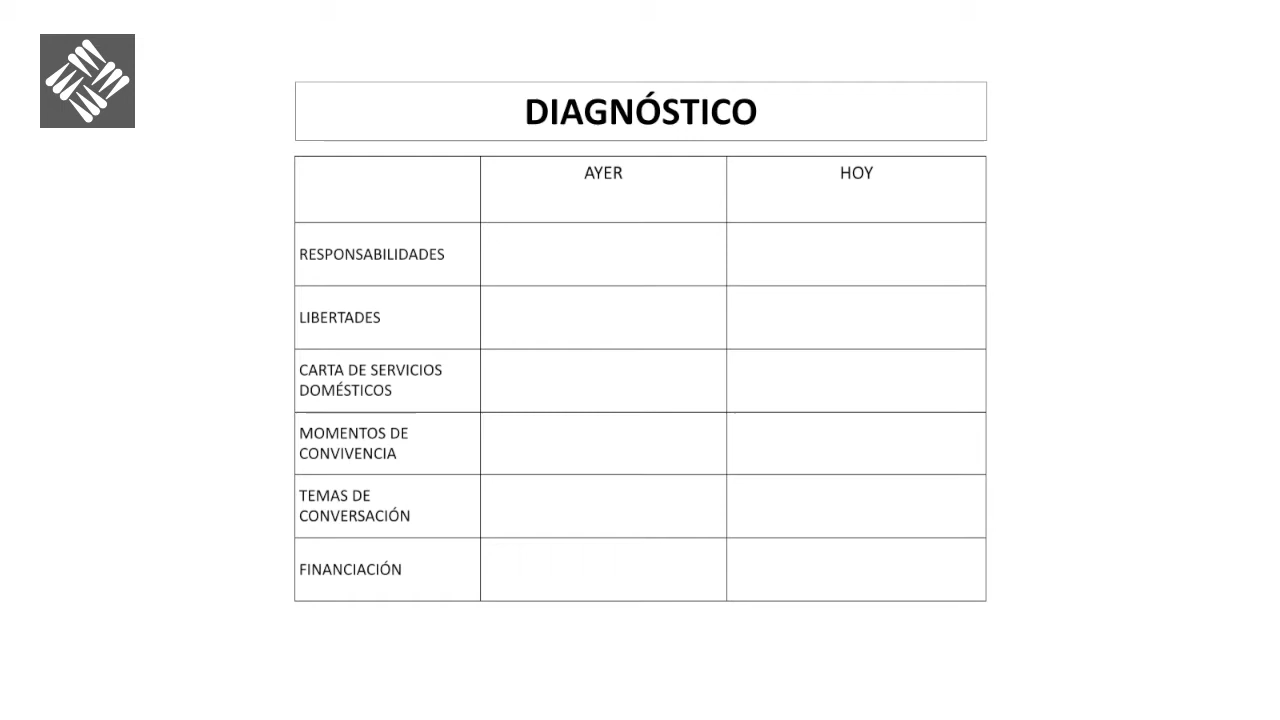 DIAGNÓSTICO
AYER
HOY
RESPONSABILIDADES
LIBERTADES
CARTA DE SERVICIOS
DOMÉSTICOS
MOMENTOS DE
CONVIVENCIA
TEMAS DE
CONVERSACIÓN
FINANCIACIÓN